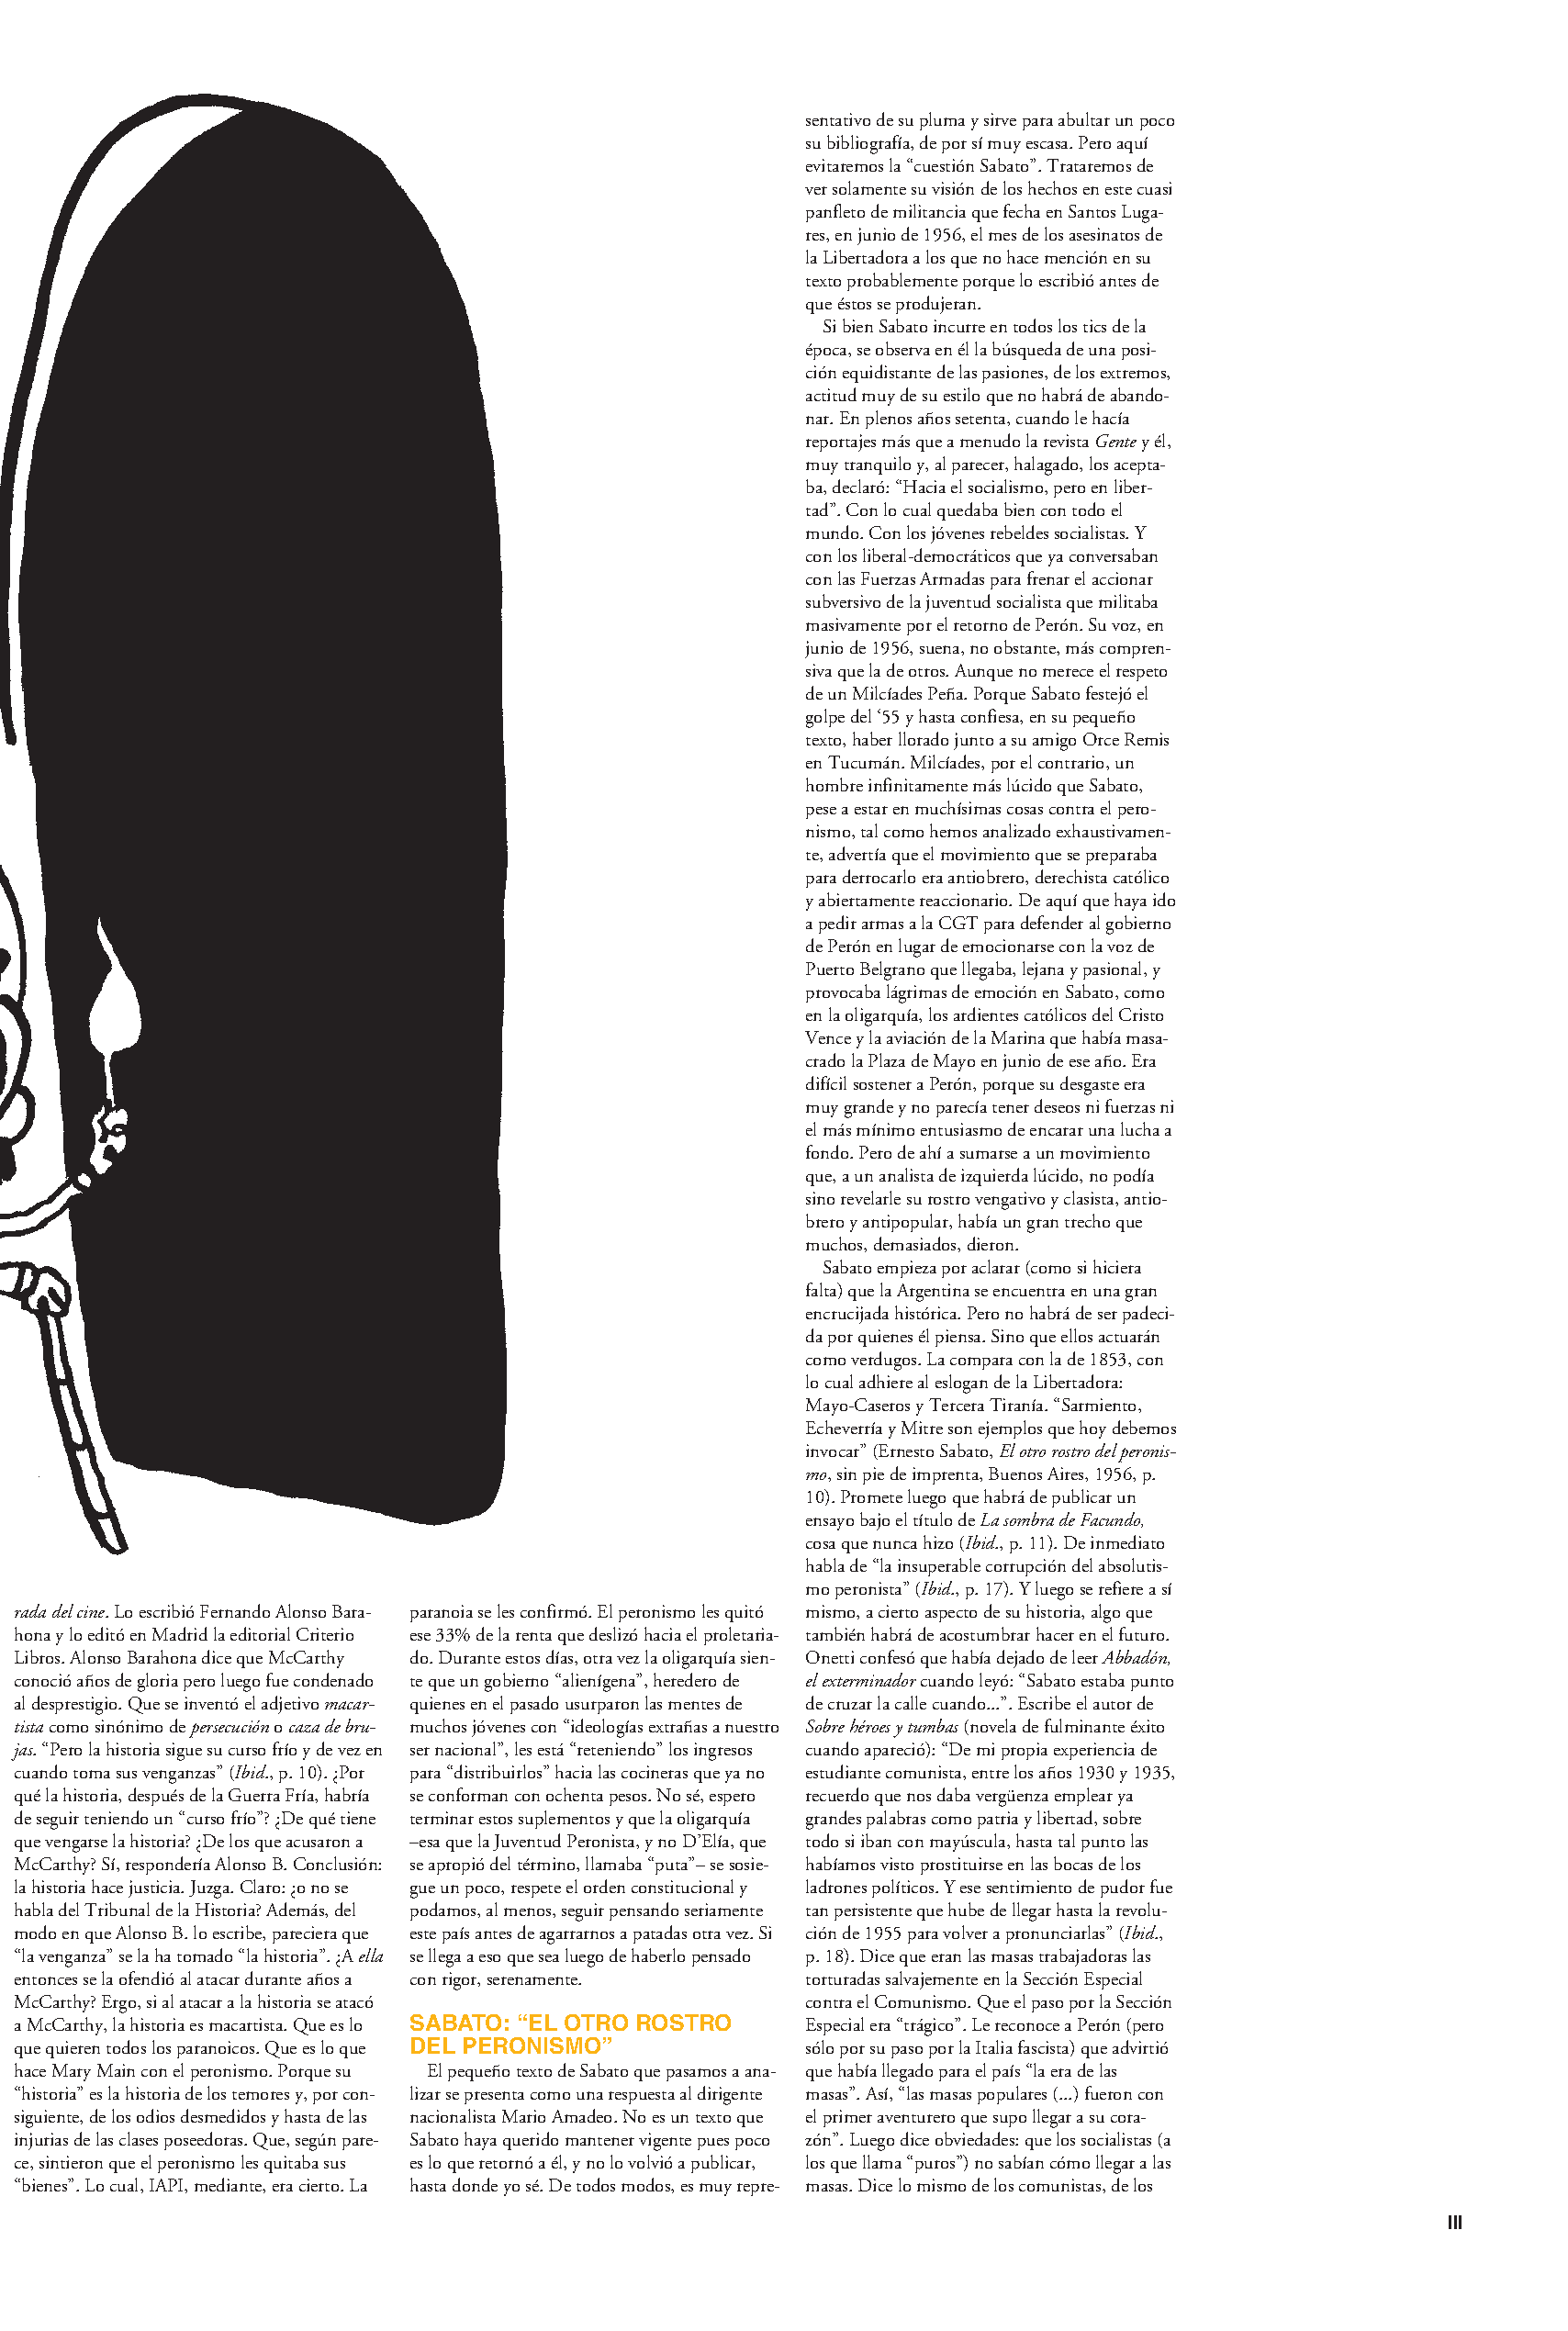 rada del cine. Lo escribió Fernando Alonso Bara-
hona y lo editó en Madrid la editorial Criterio
Libros. Alonso Barahona dice que McCarthy
conoció años de gloria pero luego fue condenado
al desprestigio. Que se inventó el adjetivo macar-
tista como sinónimo de persecución o caza de bru-
jas. “Pero la historia sigue su curso frío y de vez en
cuando toma sus venganzas” (Ibid., p. 10). ¿Por
qué la historia, después de la Guerra Fría, habría
de seguir teniendo un “curso frío”? ¿De qué tiene
que vengarse la historia? ¿De los que acusaron a
McCarthy? Sí, respondería Alonso B. Conclusión:
la historia hace justicia. Juzga. Claro: ¿o no se
habla del Tribunal de la Historia? Además, del
modo en que Alonso B. lo escribe, pareciera que
“la venganza” se la ha tomado “la historia”. ¿A ella
entonces se la ofendió al atacar durante años a
McCarthy? Ergo, si al atacar a la historia se atacó
a McCarthy, la historia es macartista. Que es lo
que quieren todos los paranoicos. Que es lo que
hace Mary Main con el peronismo. Porque su
“historia” es la historia de los temores y, por con-
siguiente, de los odios desmedidos y hasta de las
injurias de las clases poseedoras. Que, según pare-
ce, sintieron que el peronismo les quitaba sus
“bienes”. Lo cual, IAPI, mediante, era cierto. La
paranoia se les confirmó. El peronismo les quitó
ese 33% de la renta que deslizó hacia el proletaria-
do. Durante estos días, otra vez la oligarquía sien-
te que un gobierno “alienígena”, heredero de
quienes en el pasado usurparon las mentes de
muchos jóvenes con “ideologías extrañas a nuestro
ser nacional”, les está “reteniendo” los ingresos
para “distribuirlos” hacia las cocineras que ya no
se conforman con ochenta pesos. No sé, espero
terminar estos suplementos y que la oligarquía
–esa que la Juventud Peronista, y no D’Elía, que
se apropió del término, llamaba “puta”– se sosie-
gue un poco, respete el orden constitucional y
podamos, al menos, seguir pensando seriamente
este país antes de agarrarnos a patadas otra vez. Si
se llega a eso que sea luego de haberlo pensado
con rigor, serenamente.
SABATO: “EL OTRO ROSTRO
DEL PERONISMO”
El pequeño texto de Sabato que pasamos a ana-
lizar se presenta como una respuesta al dirigente
nacionalista Mario Amadeo. No es un texto que
Sabato haya querido mantener vigente pues poco
es lo que retornó a él, y no lo volvió a publicar,
hasta donde yo sé. De todos modos, es muy repre-
sentativo de su pluma y sirve para abultar un poco
su bibliografía, de por sí muy escasa. Pero aquí
evitaremos la “cuestión Sabato”. Trataremos de
ver solamente su visión de los hechos en este cuasi
panfleto de militancia que fecha en Santos Luga-
res, en junio de 1956, el mes de los asesinatos de
la Libertadora a los que no hace mención en su
texto probablemente porque lo escribió antes de
que éstos se produjeran.
Si bien Sabato incurre en todos los tics de la
época, se observa en él la búsqueda de una posi-
ción equidistante de las pasiones, de los extremos,
actitud muy de su estilo que no habrá de abando-
nar. En plenos años setenta, cuando le hacía
reportajes más que a menudo la revista Gente y él,
muy tranquilo y, al parecer, halagado, los acepta-
ba, declaró: “Hacia el socialismo, pero en liber-
tad”. Con lo cual quedaba bien con todo el
mundo. Con los jóvenes rebeldes socialistas. Y
con los liberal-democráticos que ya conversaban
con las Fuerzas Armadas para frenar el accionar
subversivo de la juventud socialista que militaba
masivamente por el retorno de Perón. Su voz, en
junio de 1956, suena, no obstante, más compren-
siva que la de otros. Aunque no merece el respeto
de un Milcíades Peña. Porque Sabato festejó el
golpe del ‘55 y hasta confiesa, en su pequeño
texto, haber llorado junto a su amigo Orce Remis
en Tucumán. Milcíades, por el contrario, un
hombre infinitamente más lúcido que Sabato,
pese a estar en muchísimas cosas contra el pero-
nismo, tal como hemos analizado exhaustivamen-
te, advertía que el movimiento que se preparaba
para derrocarlo era antiobrero, derechista católico
y abiertamente reaccionario. De aquí que haya ido
a pedir armas a la CGT para defender al gobierno
de Perón en lugar de emocionarse con la voz de
Puerto Belgrano que llegaba, lejana y pasional, y
provocaba lágrimas de emoción en Sabato, como
en la oligarquía, los ardientes católicos del Cristo
Vence y la aviación de la Marina que había masa-
crado la Plaza de Mayo en junio de ese año. Era
difícil sostener a Perón, porque su desgaste era
muy grande y no parecía tener deseos ni fuerzas ni
el más mínimo entusiasmo de encarar una lucha a
fondo. Pero de ahí a sumarse a un movimiento
que, a un analista de izquierda lúcido, no podía
sino revelarle su rostro vengativo y clasista, antio-
brero y antipopular, había un gran trecho que
muchos, demasiados, dieron.
Sabato empieza por aclarar (como si hiciera
falta) que la Argentina se encuentra en una gran
encrucijada histórica. Pero no habrá de ser padeci-
da por quienes él piensa. Sino que ellos actuarán
como verdugos. La compara con la de 1853, con
lo cual adhiere al eslogan de la Libertadora:
Mayo-Caseros y Tercera Tiranía. “Sarmiento,
Echeverría y Mitre son ejemplos que hoy debemos
invocar” (Ernesto Sabato, El otro rostro del peronis-
mo, sin pie de imprenta, Buenos Aires, 1956, p.
10). Promete luego que habrá de publicar un
ensayo bajo el título de La sombra de Facundo,
cosa que nunca hizo (Ibid., p. 11). De inmediato
habla de “la insuperable corrupción del absolutis-
mo peronista” (Ibid., p. 17). Y luego se refiere a sí
mismo, a cierto aspecto de su historia, algo que
también habrá de acostumbrar hacer en el futuro.
Onetti confesó que había dejado de leer Abbadón,
el exterminador cuando leyó: “Sabato estaba punto
de cruzar la calle cuando...”. Escribe el autor de
Sobre héroes y tumbas (novela de fulminante éxito
cuando apareció): “De mi propia experiencia de
estudiante comunista, entre los años 1930 y 1935,
recuerdo que nos daba vergüenza emplear ya
grandes palabras como patria y libertad, sobre
todo si iban con mayúscula, hasta tal punto las
habíamos visto prostituirse en las bocas de los
ladrones políticos. Y ese sentimiento de pudor fue
tan persistente que hube de llegar hasta la revolu-
ción de 1955 para volver a pronunciarlas” (Ibid.,
p. 18). Dice que eran las masas trabajadoras las
torturadas salvajemente en la Sección Especial
contra el Comunismo. Que el paso por la Sección
Especial era “trágico”. Le reconoce a Perón (pero
sólo por su paso por la Italia fascista) que advirtió
que había llegado para el país “la era de las
masas”. Así, “las masas populares (...) fueron con
el primer aventurero que supo llegar a su cora-
zón”. Luego dice obviedades: que los socialistas (a
los que llama “puros”) no sabían cómo llegar a las
masas. Dice lo mismo de los comunistas, de los
III